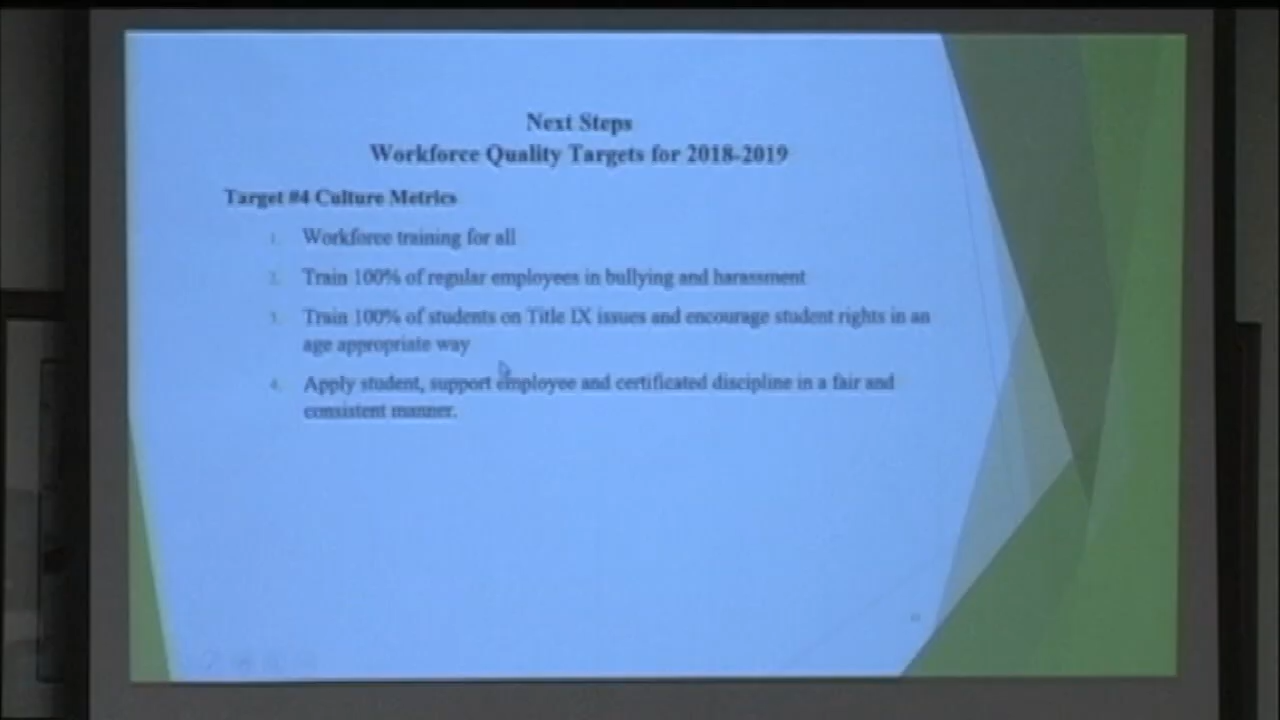 Next Steps
Workforce Quality Targets for 2018-2019
Target #4 Culture Metrics
1. Workforce training for all
2. Train 100% of regular employees in bullying and harassment
3. Train 100% of students on Title IX issues and encourage student rights in an
age appropriate way
4. Apply student, support employee and certificated discipline in a fair and
consistent manner.